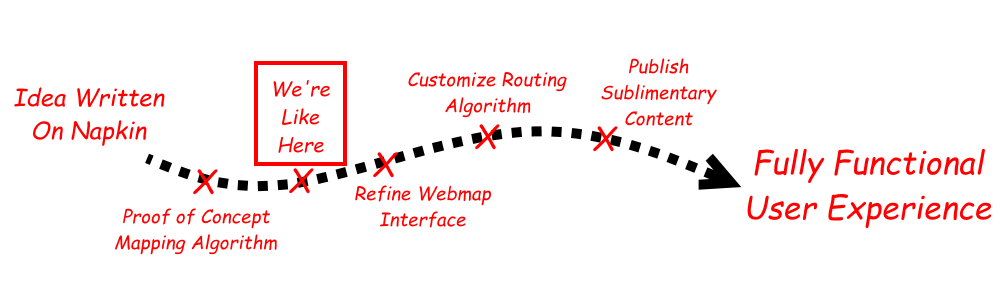 Idea Written
On Napkin
Proof of Concept
Mapping Algorithm
We're
Like
Here
Refine Webmap
Interface
Customize Routing
Algorithm
Publish
Sublimentary
Content
Fully Functional
User Experience